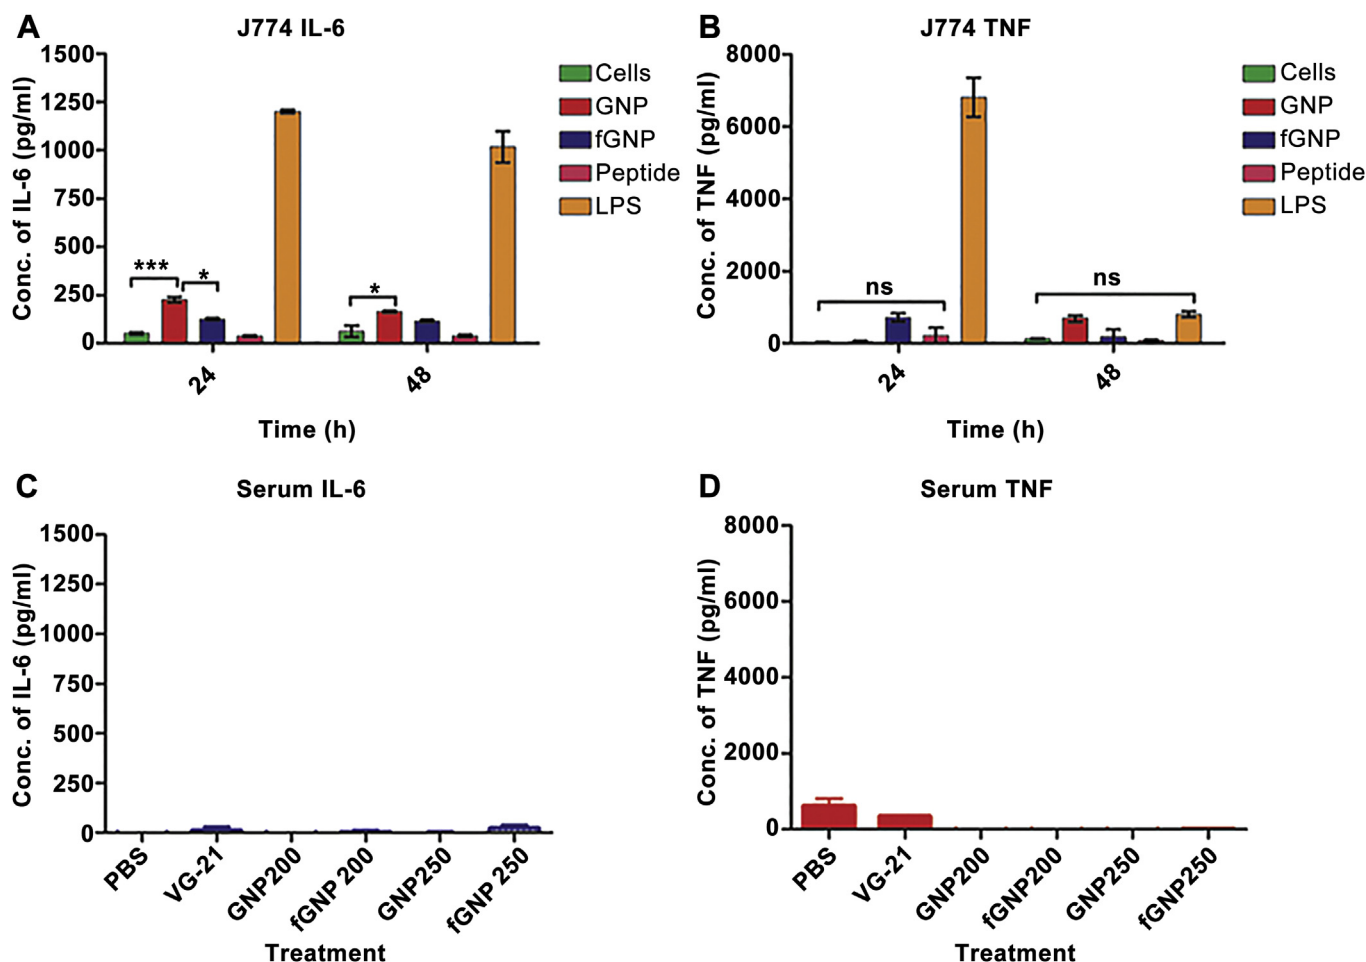 A
J774 IL-6
Conc. of IL-6 (pg/ml)
1500
1250
1000
750
500
250
0
***
*
*
24
48
Time (h)
Cells
GNP
fGNP
Peptide
LPS
B
J774 TNF
Conc. of TNF (pg/ml)
8000
6000
4000
2000
0
ns
ns
24
48
Time (h)
Cells
GNP
fGNP
Peptide
LPS
C
Serum IL-6
Conc. of IL-6 (pg/ml)
1500
1250
1000
750
500
250
0
PBS
VG-21
GNP200
fGNP 200
GNP250
fGNP 250
Treatment
D
Serum TNF
Conc. of TNF (pg/ml)
8000
6000
4000
2000
0
PBS
VG-21
GNP200
fGNP200
GNP250
fGNP250
Treatment